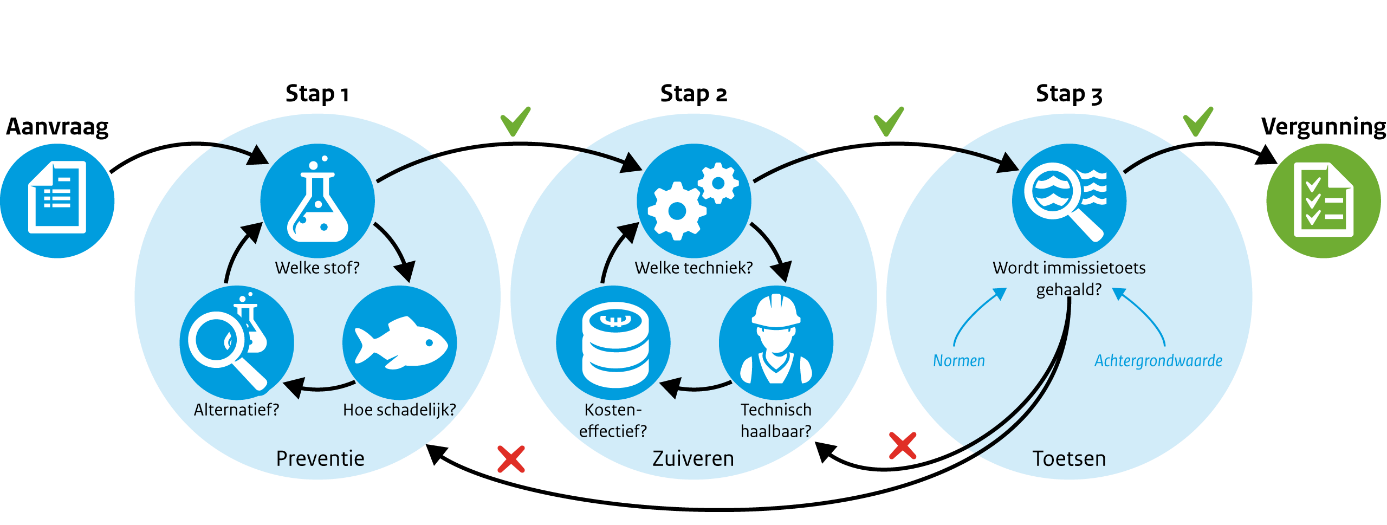 Aanvraag
Stap 1
Welke stof?
Alternatief?
Hoe schadelijk?
Preventie
Stap 2
Welke techniek?
Kosten-
effectief?
Technisch
haalbaar?
Zuiveren
Stap 3
Wordt immissietoets
gehaald?
Normen
Achtergrondwaarde
Toetsen
Vergunning